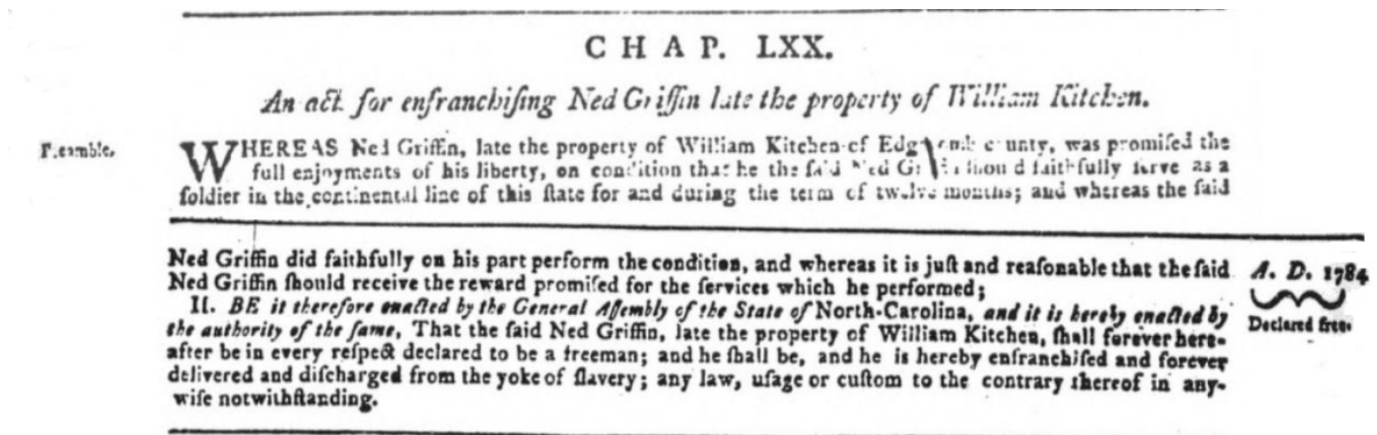 CHAP. LXX.
An act for enfranchiſing Ned Griffin late the property of William Kitchen.
Preamble.
WHEREAS Ned Griffin, late the property of William Kitchen of Edgecomb county, was promiſed the
full enjoyments of his liberty, on condition that he the ſaid Ned Griffin ſhould faithfully ſerve as a
ſoldier in the continental line of this ſtate for and during the term of twelve months; and whereas the ſaid
Ned Griffin did faithfully on his part perform the condition, and whereas it is juſt and reaſonable that the ſaid
Ned Griffin ſhould receive the reward promiſed for the ſervices which he performed;
A. D. 1784
II. BE it therefore enacted by the General Aſſembly of the State of North-Carolina, and it is hereby enacted by
the authority of the ſame, That the ſaid Ned Griffin, late the property of William Kitchen, ſhall forever here-
Declared free.
after be in every reſpect declared to be a freeman; and he ſhall be, and he is hereby enfranchiſed and forever
delivered and diſcharged from the yoke of ſlavery; any law, uſage or cuſtom to the contrary thereof in any-
wiſe notwithſtanding.